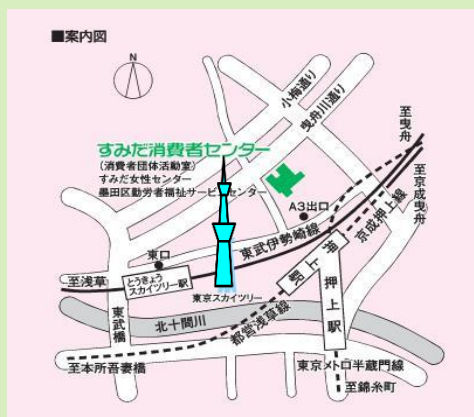 ■案内図
N
小梅通り
曳舟川通り
至曳舟
至京成曳舟
すみだ消費者センター
(消費者団体活動室)
すみだ女性センター
墨田区勤労者福祉サービスセンター
A3出口
京成押上線
東武伊勢崎線
押上駅
押上駅
東口
至浅草
とうきょう
スカイツリー駅
東京スカイツリー
東武橋
北十間川
都営浅草線
至本所吾妻橋
東京メトロ半蔵門線
至錦糸町